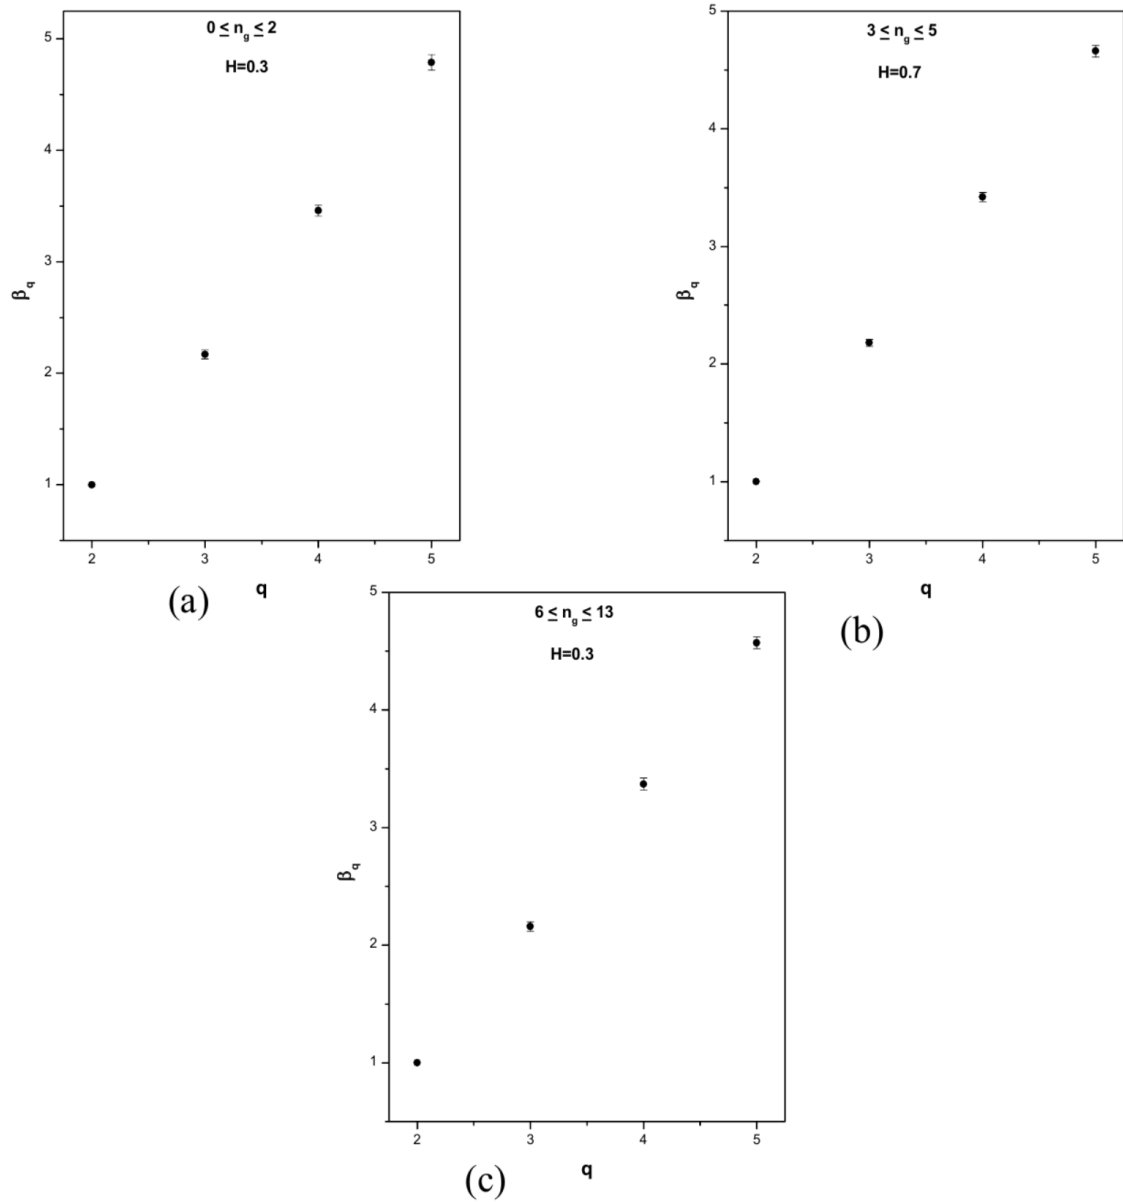 0 ≤ n_g ≤ 2
H=0.3
5
4
3
2
1
β_q
2 3 4 5
q
(a)
3 ≤ n_g ≤ 5
H=0.7
5
4
3
2
1
β_q
2 3 4 5
q
(b)
6 ≤ n_g ≤ 13
H=0.3
5
4
3
2
1
β_q
2 3 4 5
q
(c)